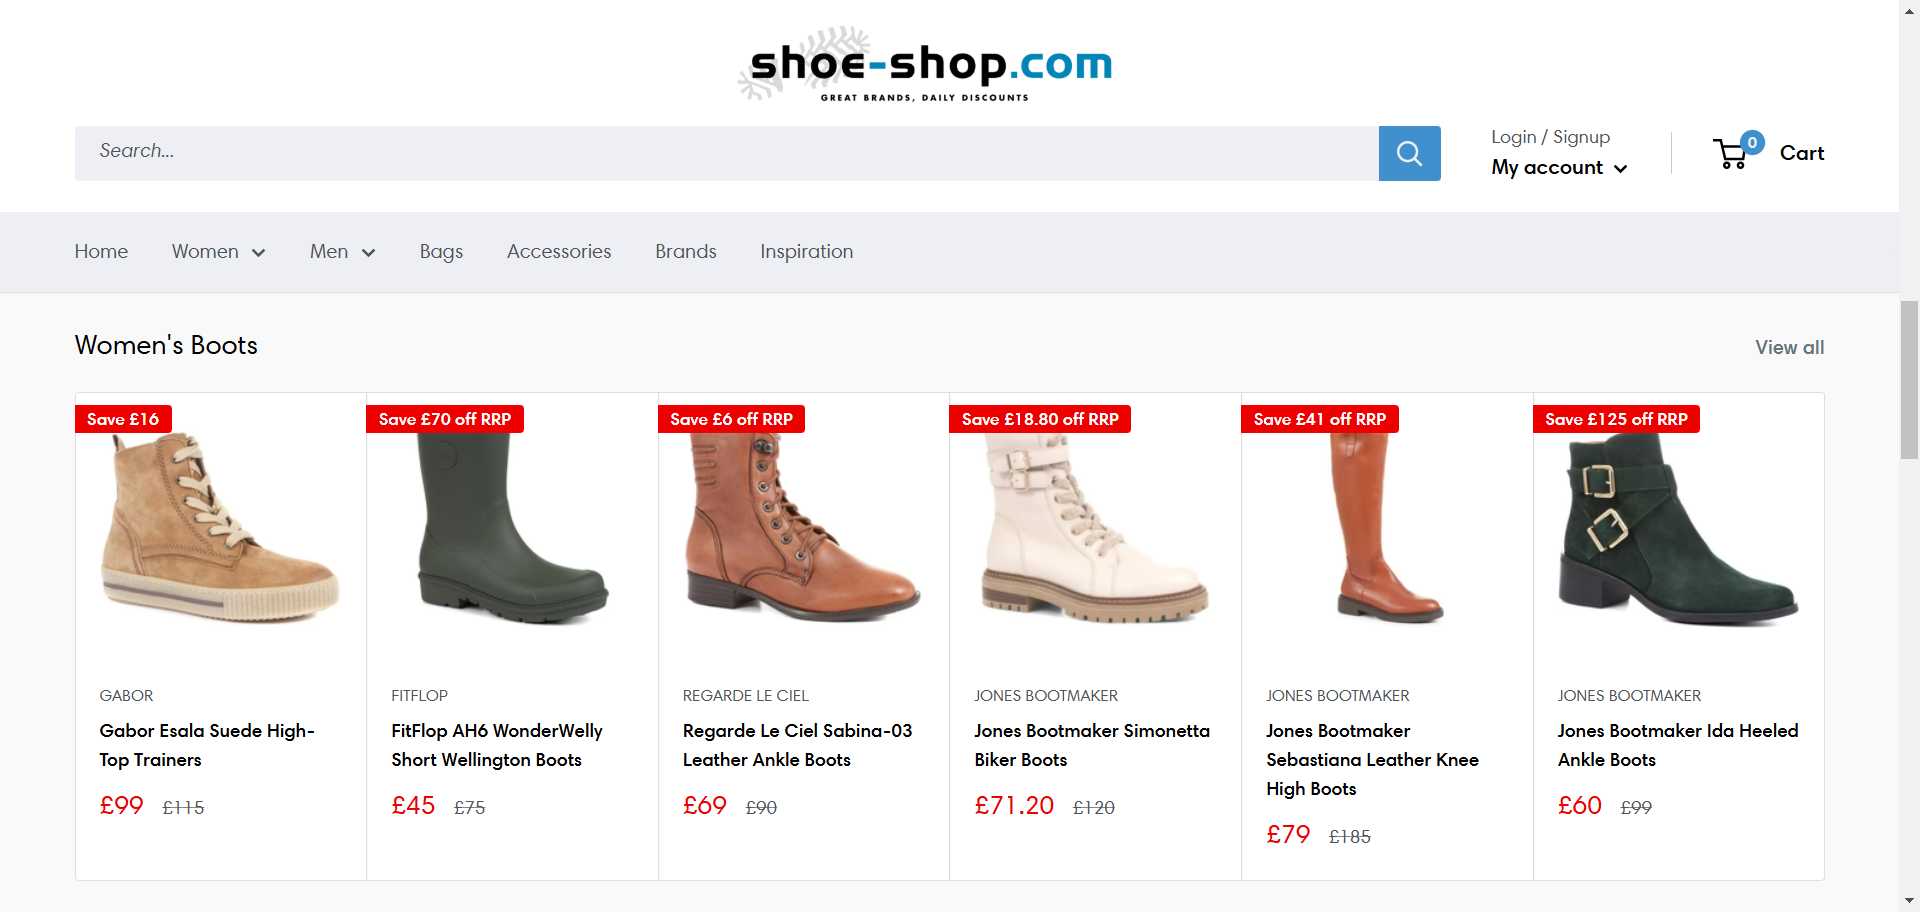 shoe-shop.com
GREAT BRANDS, DAILY DISCOUNTS
Search...
Login / Signup
My account
0
Cart
Home
Women
Men
Bags
Accessories
Brands
Inspiration
Women's Boots
View all
Save £16
Save £70 off RRP
Save £6 off RRP
Save £18.80 off RRP
Save £41 off RRP
Save £125 off RRP
GABOR
Gabor Esala Suede High-
Top Trainers
£99 £115
FITFLOP
FitFlop AH6 WonderWelly
Short Wellington Boots
£45 £75
REGARDE LE CIEL
Regarde Le Ciel Sabina-03
Leather Ankle Boots
£69 £90
JONES BOOTMAKER
Jones Bootmaker Simonetta
Biker Boots
£71.20 £120
JONES BOOTMAKER
Jones Bootmaker
Sebastiana Leather Knee
High Boots
£79 £185
JONES BOOTMAKER
Jones Bootmaker Ida Heeled
Ankle Boots
£60 £99